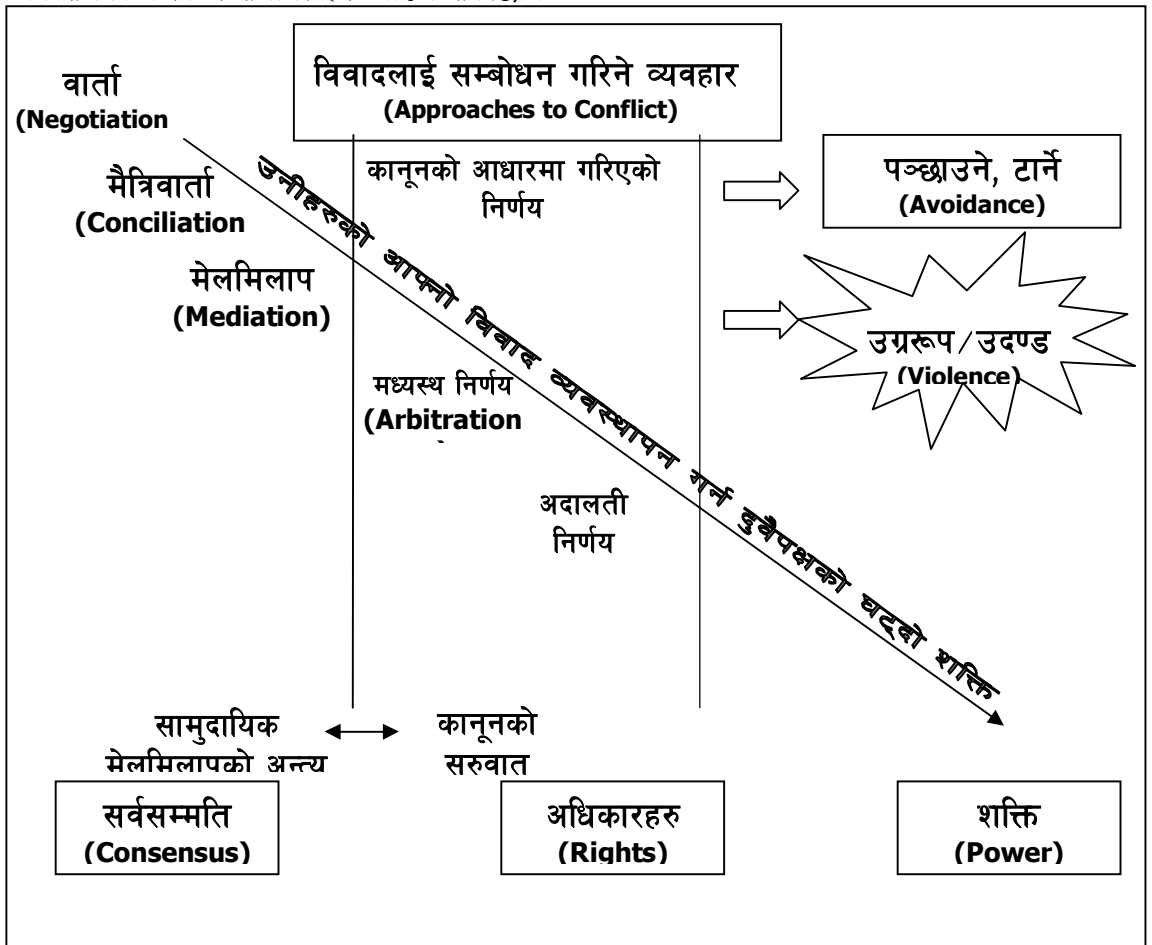 विवादलाई सम्बोधन गरिने व्यवहार
(Approaches to Conflict)
वार्ता
(Negotiation
कानूनको आधारमा गरिएको
निर्णय
पञ्छाउने, टार्ने
(Avoidance)
मैत्रिवार्ता
(Conciliation
मेलमिलाप
(Mediation)
उग्ररूप/उदण्ड
(Violence)
उनीहरुको आफ्नो विवाद व्यवस्थापन गर्न दुवैपक्षको घट्दो शक्ति
मध्यस्थ निर्णय
(Arbitration
अदालती
निर्णय
सामुदायिक
मेलमिलापको अन्त्य
कानूनको
सरुवात
सर्वसम्मति
(Consensus)
अधिकारहरु
(Rights)
शक्ति
(Power)